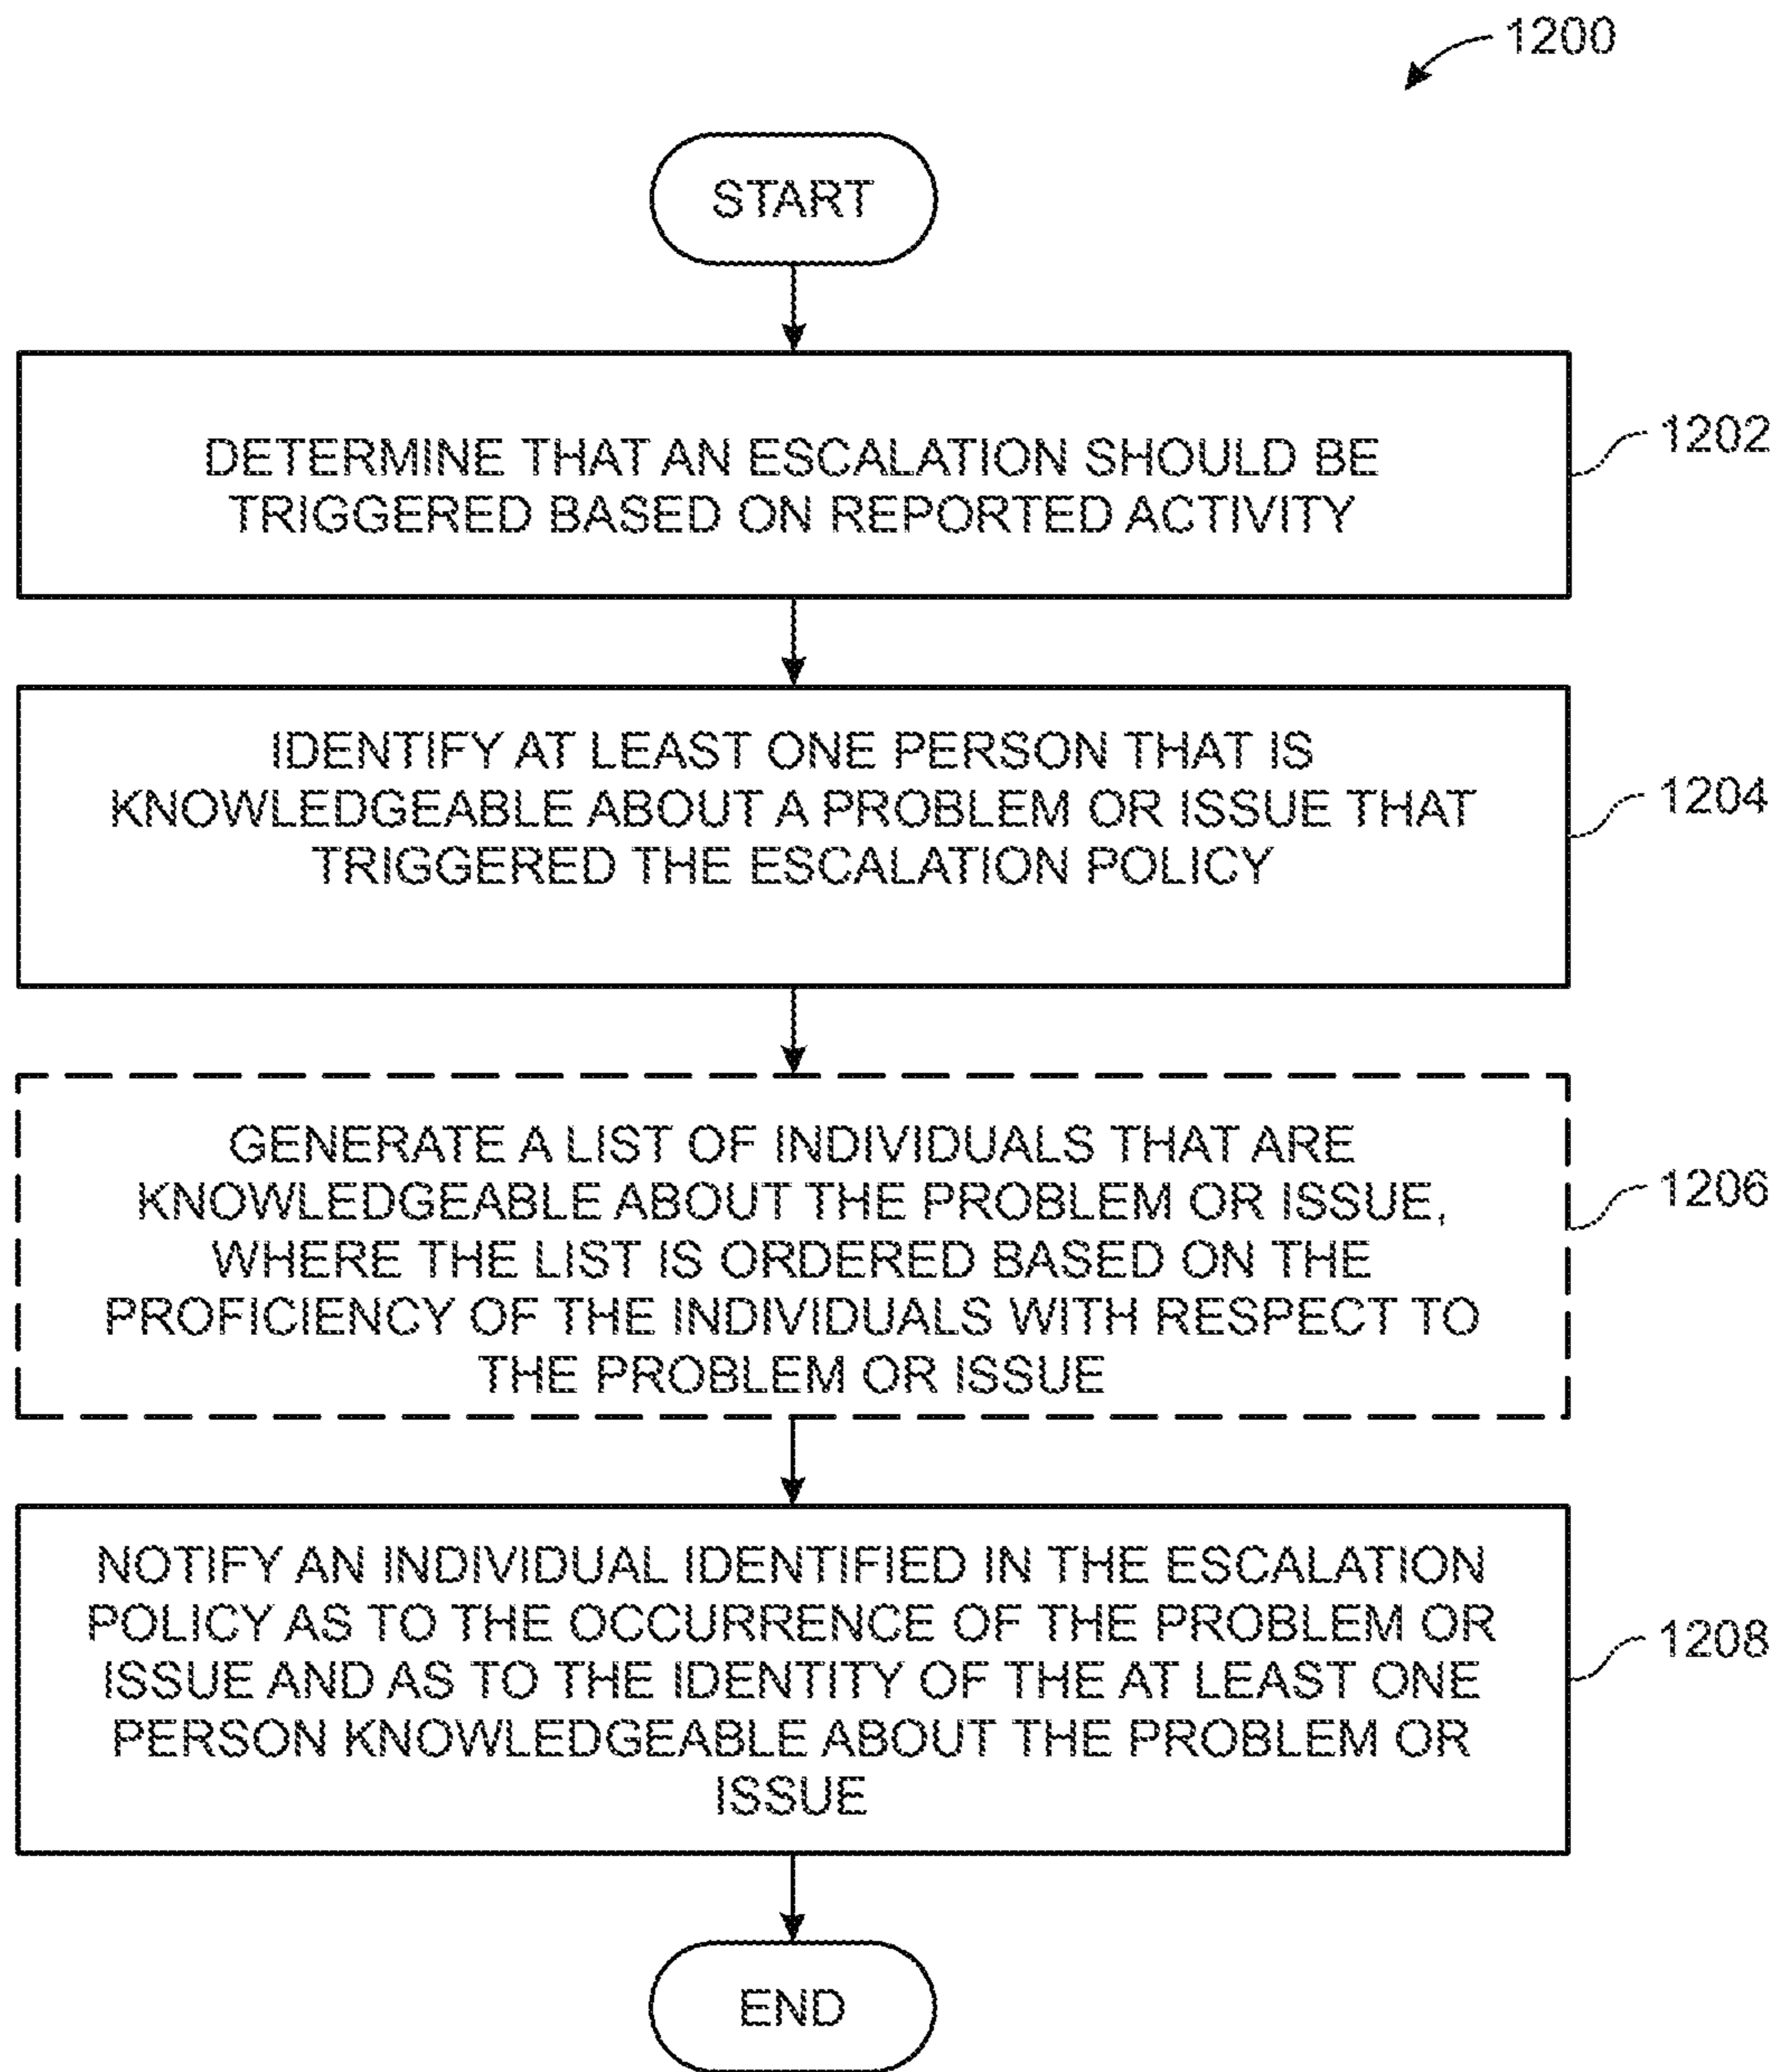 1200
START
DETERMINE THAT AN ESCALATION SHOULD BE
TRIGGERED BASED ON REPORTED ACTIVITY
1202
IDENTIFY AT LEAST ONE PERSON THAT IS
KNOWLEDGEABLE ABOUT A PROBLEM OR ISSUE THAT
TRIGGERED THE ESCALATION POLICY
1204
GENERATE A LIST OF INDIVIDUALS THAT ARE
KNOWLEDGEABLE ABOUT THE PROBLEM OR ISSUE,
WHERE THE LIST IS ORDERED BASED ON THE
PROFICIENCY OF THE INDIVIDUALS WITH RESPECT TO
THE PROBLEM OR ISSUE
1206
NOTIFY AN INDIVIDUAL IDENTIFIED IN THE ESCALATION
POLICY AS TO THE OCCURRENCE OF THE PROBLEM OR
ISSUE AND AS TO THE IDENTITY OF THE AT LEAST ONE
PERSON KNOWLEDGEABLE ABOUT THE PROBLEM OR
ISSUE
1208
END